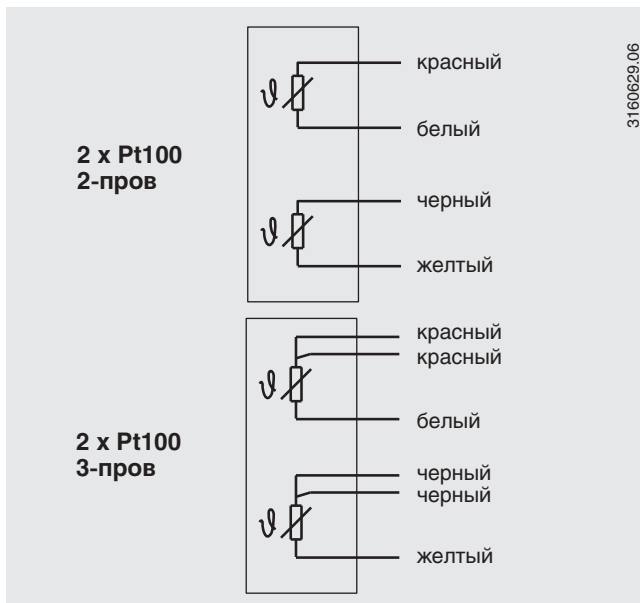 2 x Pt100
2-пров
красный
белый
черный
желтый
2 x Pt100
3-пров
красный
красный
белый
черный
черный
желтый
3160629.06
ϑ
ϑ
ϑ
ϑ